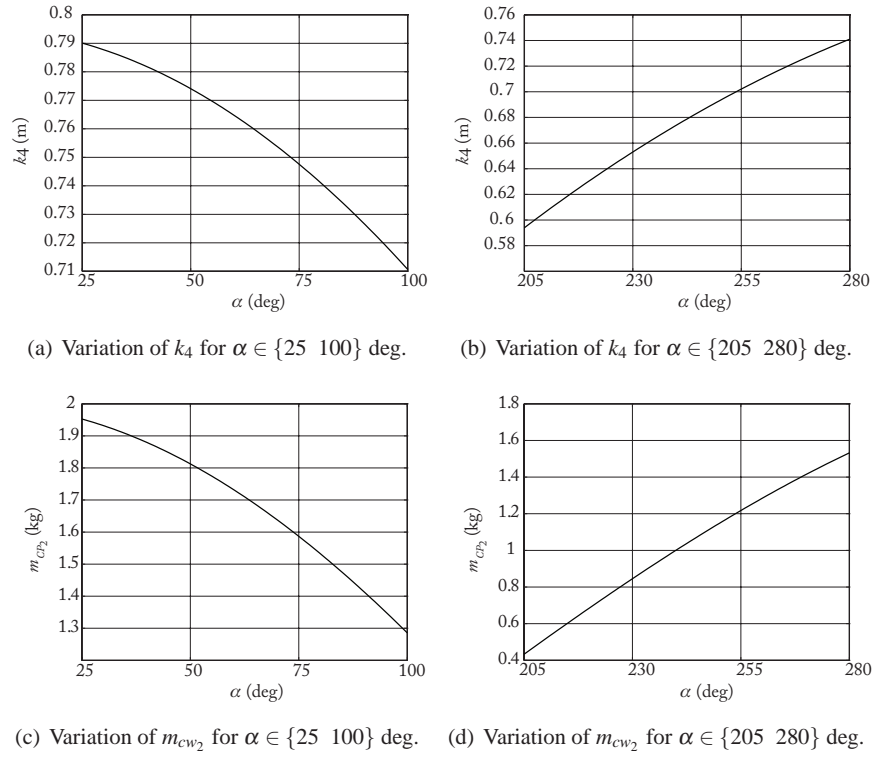 0.8
0.79
0.78
0.77
0.76
0.75
0.74
0.73
0.72
0.71
k4 (m)
25 50 75 100
α (deg)
(a) Variation of k4 for α ∈ {25 100} deg.
0.76
0.74
0.72
0.7
0.68
0.66
0.64
0.62
0.6
0.58
k4 (m)
205 230 255 280
α (deg)
(b) Variation of k4 for α ∈ {205 280} deg.
2
1.9
1.8
1.7
1.6
1.5
1.4
1.3
mCP2 (kg)
25 50 75 100
α (deg)
(c) Variation of mcw2 for α ∈ {25 100} deg.
1.8
1.6
1.4
1.2
1
0.8
0.6
0.4
mCP2 (kg)
205 230 255 280
α (deg)
(d) Variation of mcw2 for α ∈ {205 280} deg.